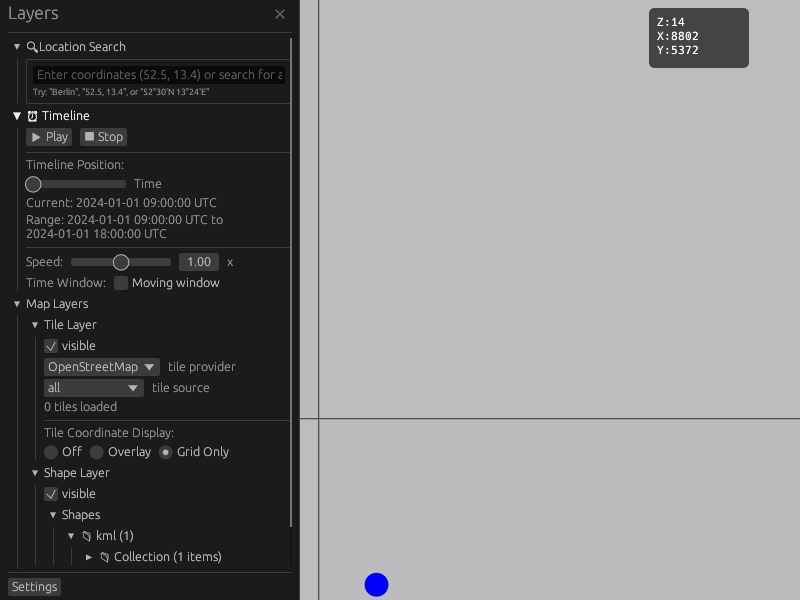 Layers
Location Search
Enter coordinates (52.5, 13.4) or search for a
Try: "Berlin", "52.5, 13.4", or "52°30'N 13°24'E"
Timeline
Play Stop
Timeline Position:
Time
Current: 2024-01-01 09:00:00 UTC
Range: 2024-01-01 09:00:00 UTC to
2024-01-01 18:00:00 UTC
Speed: 1.00 x
Time Window: Moving window
Map Layers
Tile Layer
visible
OpenStreetMap tile provider
all tile source
0 tiles loaded
Tile Coordinate Display:
Off Overlay Grid Only
Shape Layer
visible
Shapes
kml (1)
Collection (1 items)
Settings
Z:14
X:8802
Y:5372